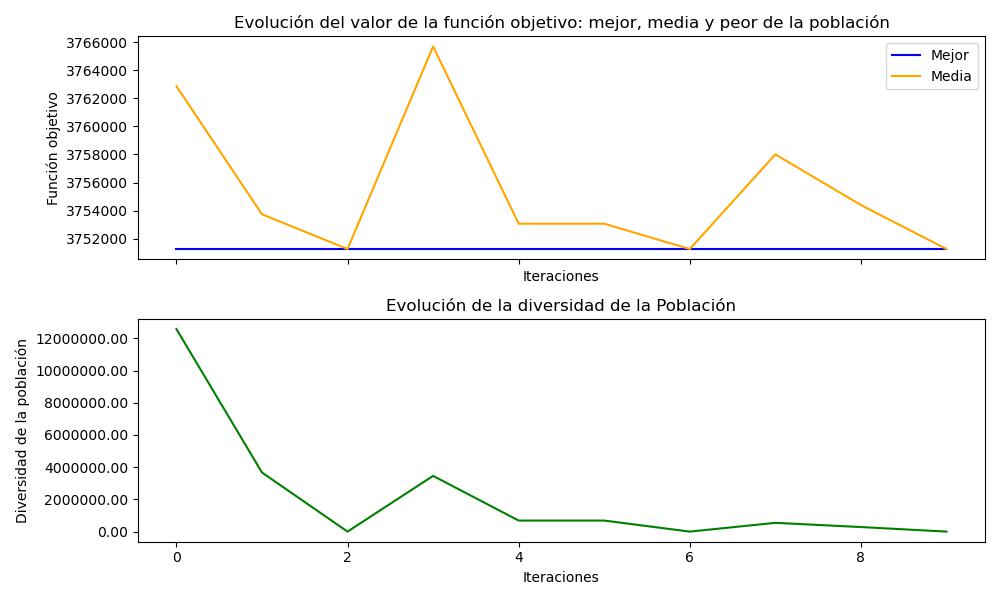 Evolución del valor de la función objetivo: mejor, media y peor de la población
3766000
3764000
3762000
3760000
3758000
3756000
3754000
3752000
Función objetivo
Mejor
Media
Iteraciones
Evolución de la diversidad de la Población
12000000.00
10000000.00
8000000.00
6000000.00
4000000.00
2000000.00
0.00
Diversidad de la población
0 2 4 6 8
Iteraciones